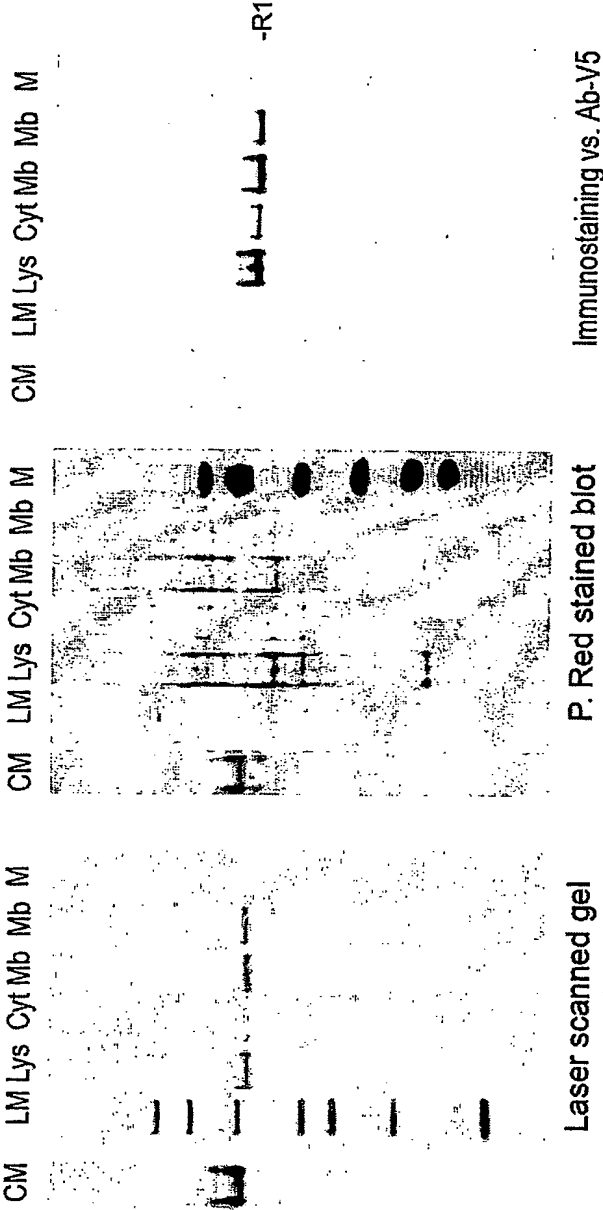 CM LM Lys Cyt Mb Mb M
Laser scanned gel
CM LM Lys Cyt Mb Mb M
P. Red stained blot
CM LM Lys Cyt Mb Mb M
-R1
Immunostaining vs. Ab-V5